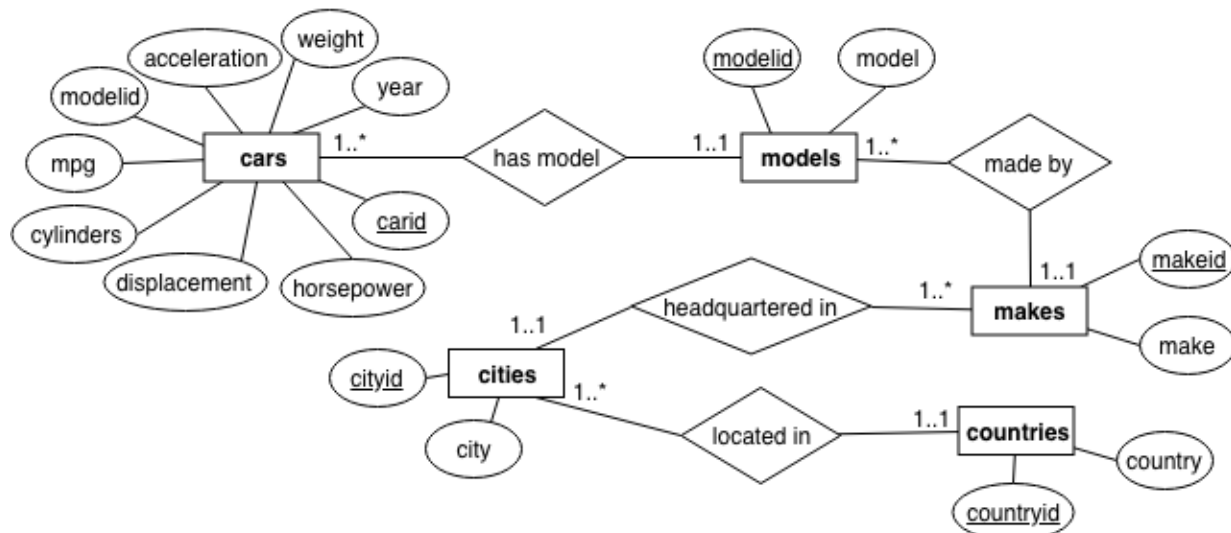 weight
acceleration
modelid
model
modelid
year
cars
1..*
has model
1..1
models
1..*
made by
mpg
carid
cylinders
displacement
horsepower
makeid
1..1
headquartered in
1..*
makes
1..1
make
cityid
cities
1..*
located in
1..1
countries
city
country
countryid